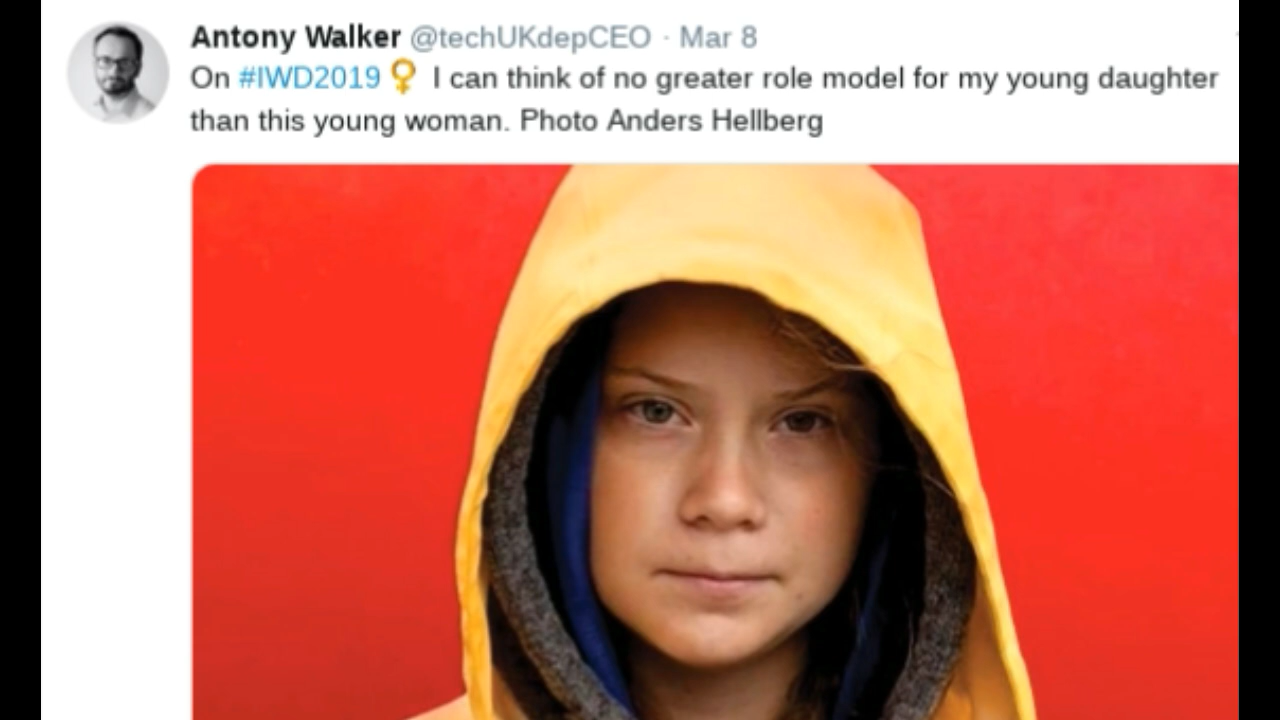 Antony Walker @techUKdepCEO · Mar 8
On #IWD2019 ♀ I can think of no greater role model for my young daughter
than this young woman. Photo Anders Hellberg